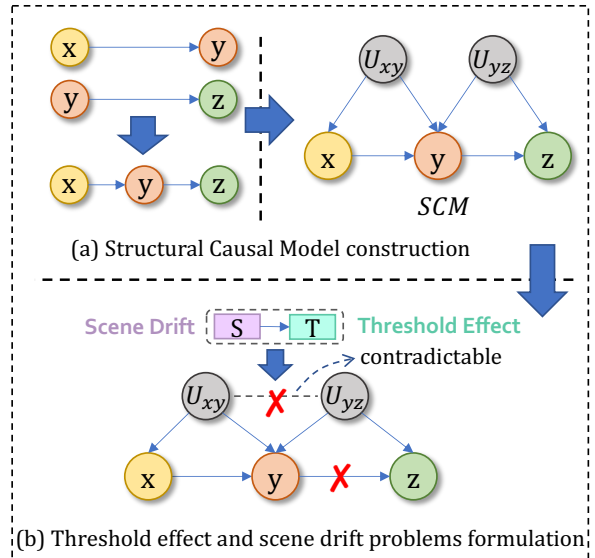 x y
y z
x y z
U_xy U_yz
x y z
SCM
(a) Structural Causal Model construction
Scene Drift S T Threshold Effect
contradictable
U_xy U_yz
x y z
(b) Threshold effect and scene drift problems formulation